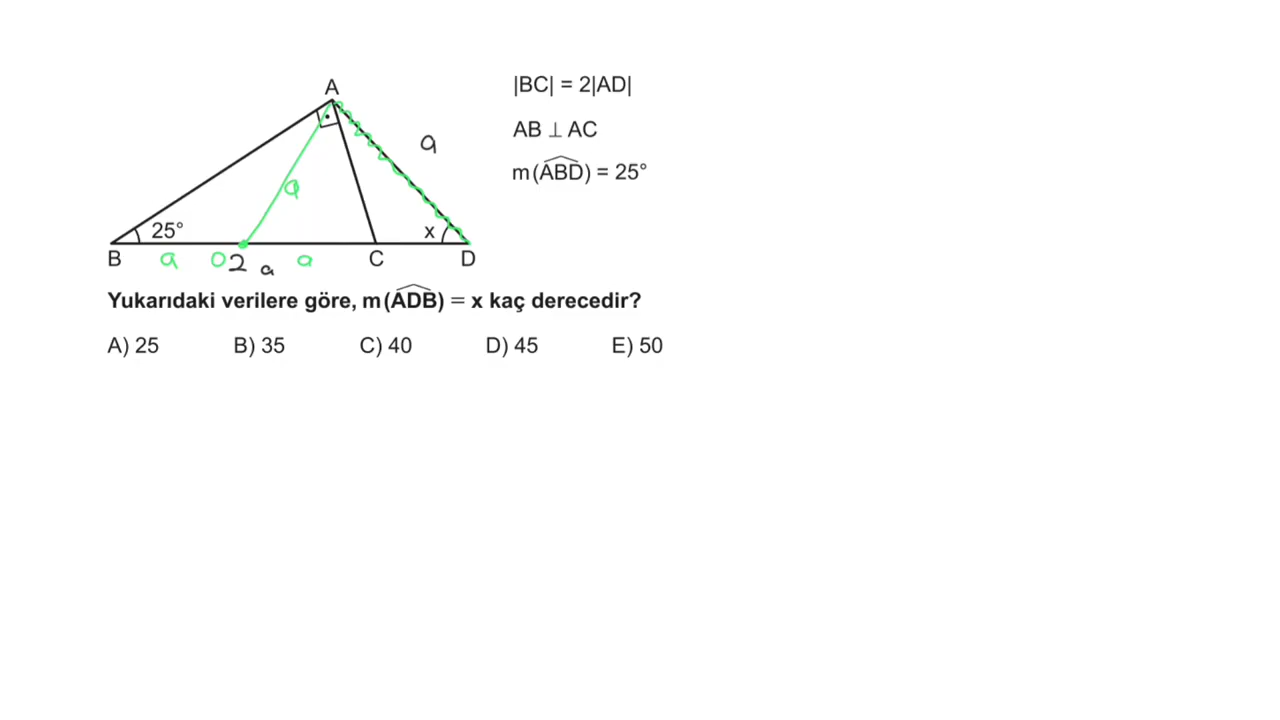 A
|BC| = 2|AD|
a
AB ⊥ AC
m(ABD) = 25°
a
25°
x
B
a
O
2a
a
C
D
Yukarıdaki verilere göre, m(ADB) = x kaç derecedir?
A) 25 B) 35 C) 40 D) 45 E) 50